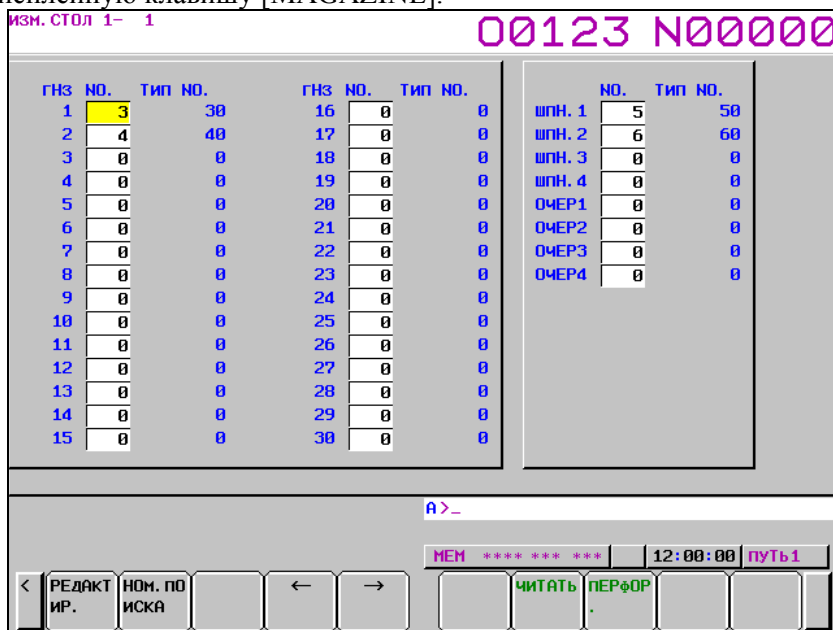 исленную клавишу [MAGAZINE].
ИЗМ.СТОЛ 1- 1
O0123 N00000
ГНЗ NO. ТИП NO. ГНЗ NO. ТИП NO. NO. ТИП NO.
1 3 30 16 0 0 ШПН.1 5 50
2 4 40 17 0 0 ШПН.2 6 60
3 0 0 18 0 0 ШПН.3 0 0
4 0 0 19 0 0 ШПН.4 0 0
5 0 0 20 0 0 ОЧЕР1 0 0
6 0 0 21 0 0 ОЧЕР2 0 0
7 0 0 22 0 0 ОЧЕР3 0 0
8 0 0 23 0 0 ОЧЕР4 0 0
9 0 0 24 0 0
10 0 0 25 0 0
11 0 0 26 0 0
12 0 0 27 0 0
13 0 0 28 0 0
14 0 0 29 0 0
15 0 0 30 0 0
A>_
MEM **** *** *** 12:00:00 ПУТЬ1
< РЕДАКТ НОМ.ПО ← → ЧИТАТЬ ПЕРФОР
ИР. ИСКА .